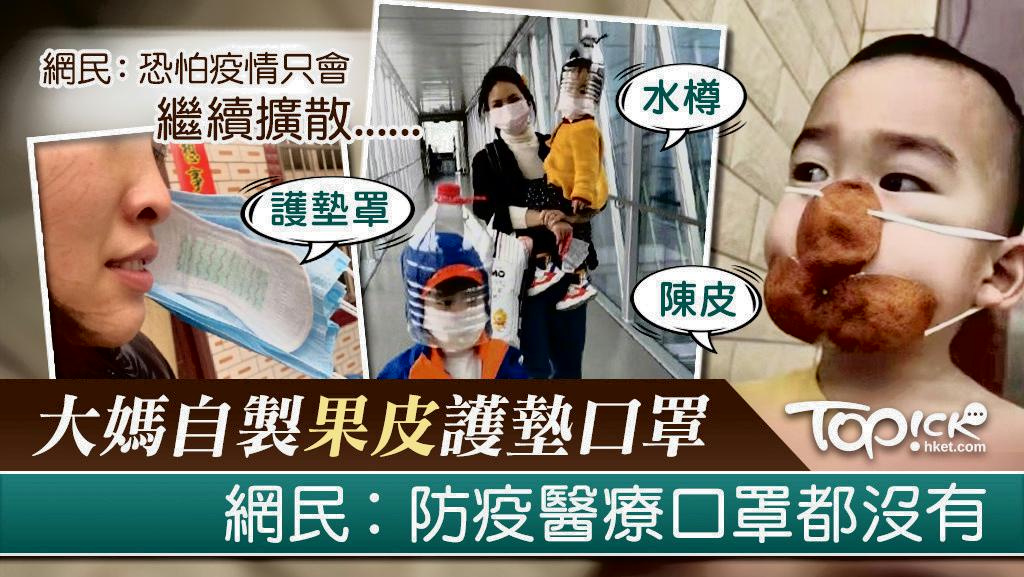 網民：恐怕疫情只會
繼續擴散......
水樽
護墊罩
陳皮
大媽自製果皮護墊口罩
TOPICK
hket.com
網民：防疫醫療口罩都沒有